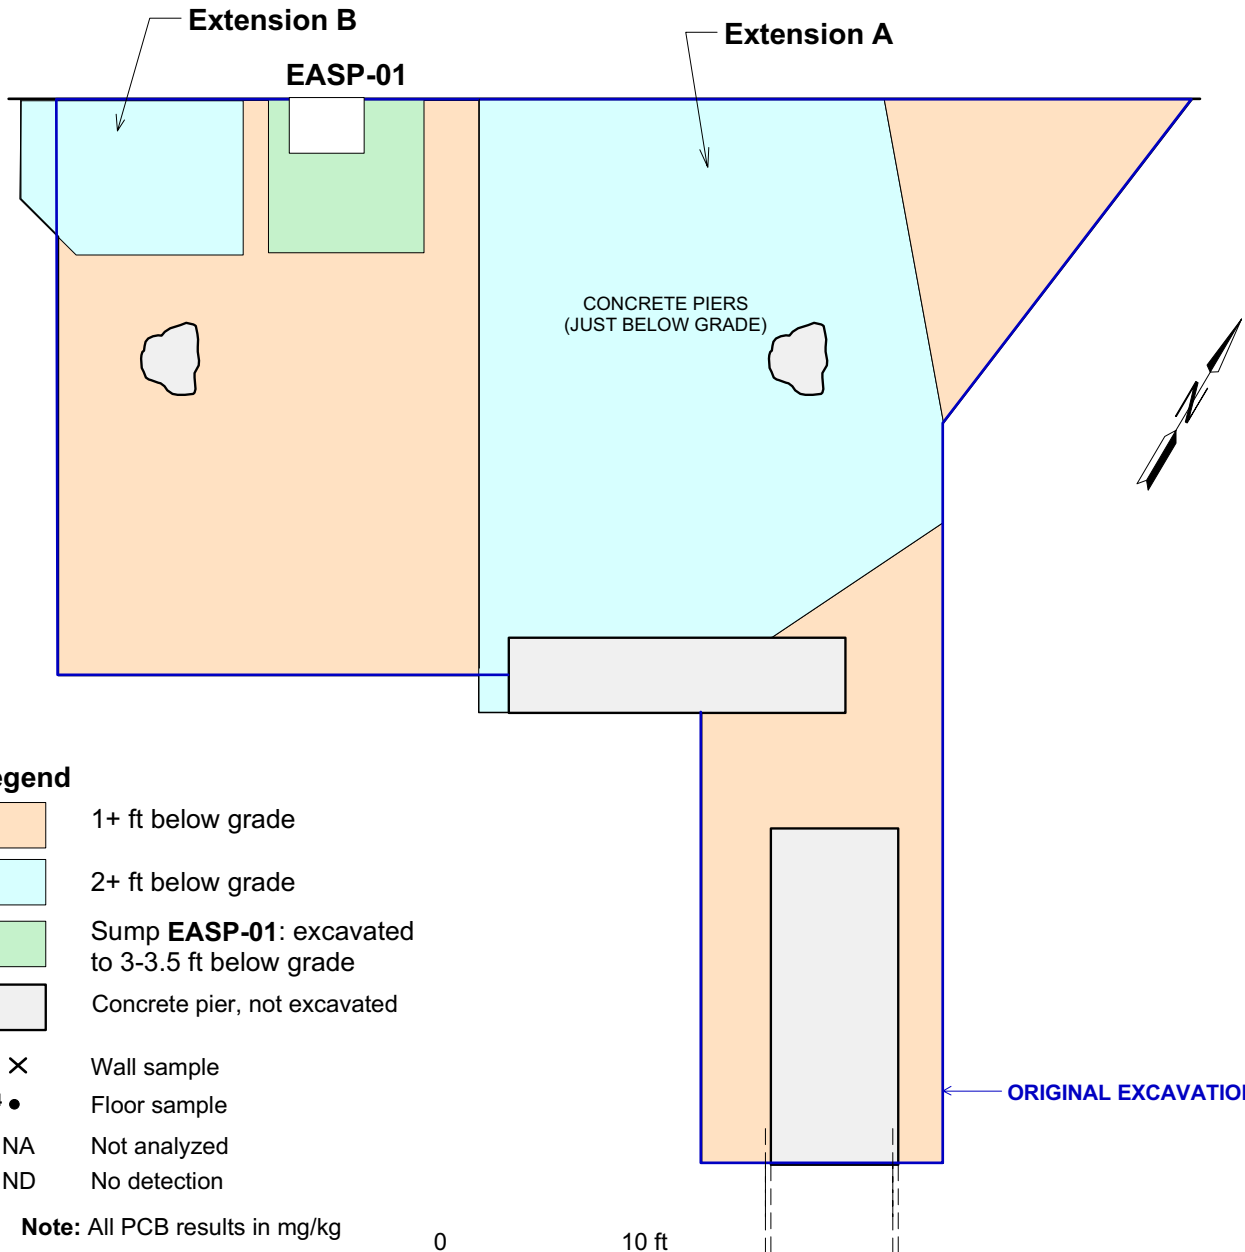 Extension B
Extension A
EASP-01
CONCRETE PIERS
(JUST BELOW GRADE)
N
egend
1+ ft below grade
2+ ft below grade
Sump EASP-01: excavated
to 3-3.5 ft below grade
Concrete pier, not excavated
Wall sample
Floor sample
NA Not analyzed
ND No detection
Note: All PCB results in mg/kg
0 10 ft
ORIGINAL EXCAVATION